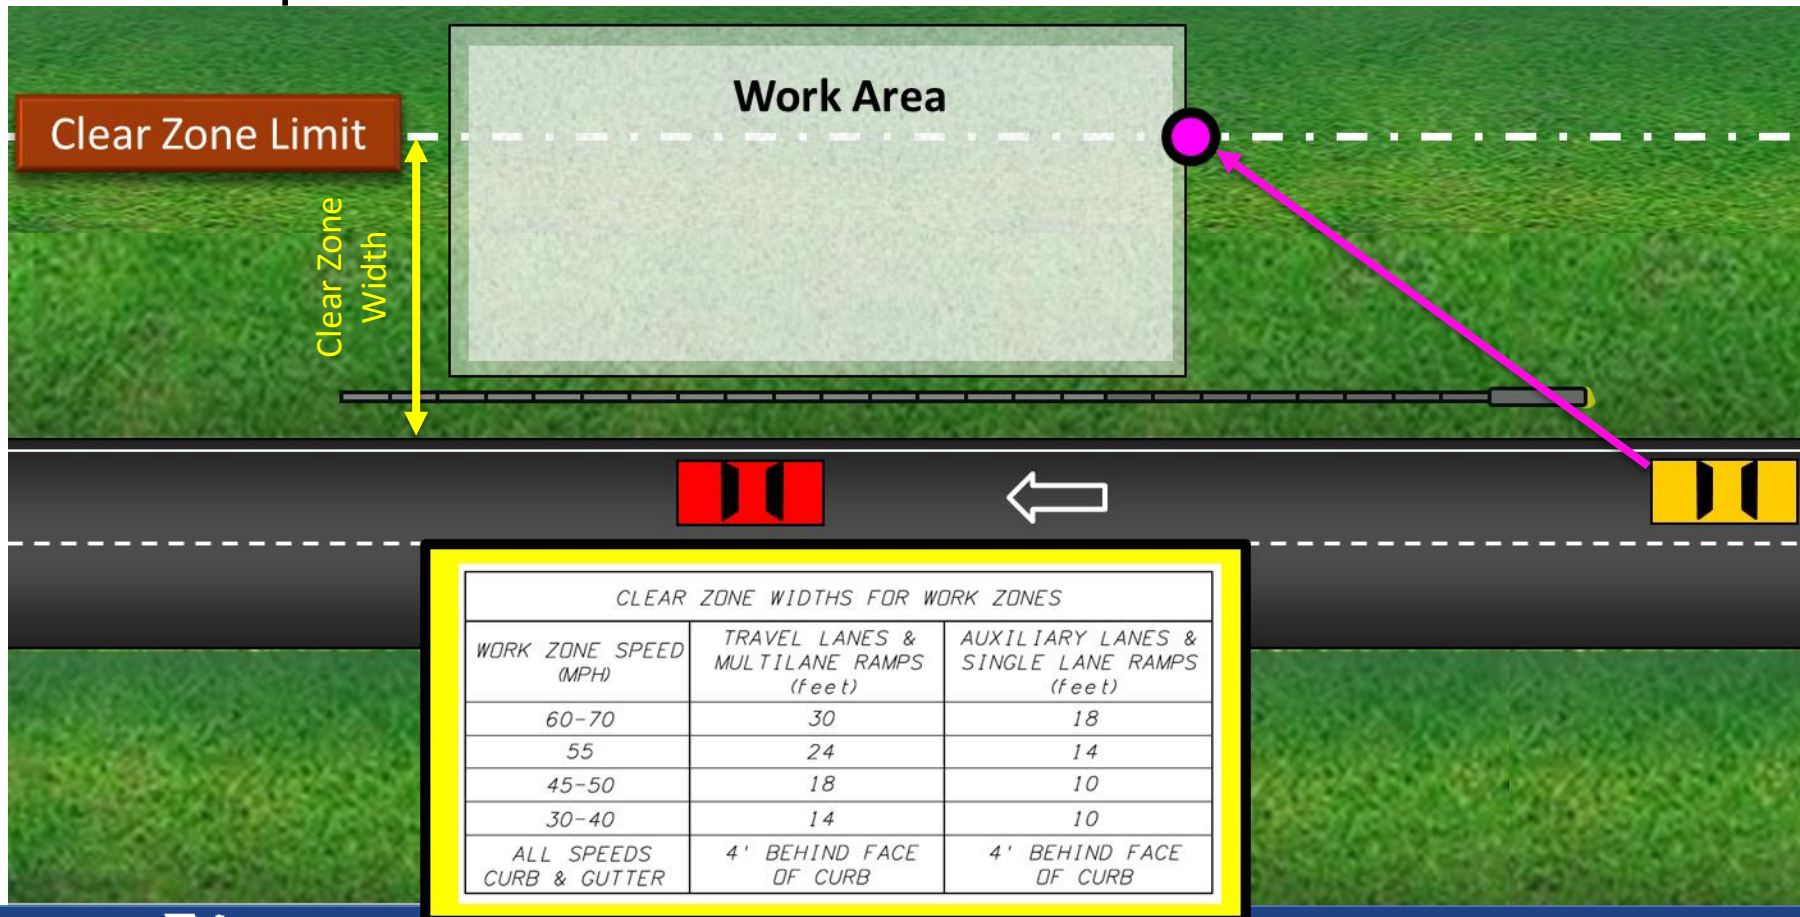 Work Area
Clear Zone Limit
Clear Zone
Width
CLEAR ZONE WIDTHS FOR WORK ZONES
WORK ZONE SPEED
(MPH)
TRAVEL LANES &
MULTILANE RAMPS
(feet)
AUXILIARY LANES &
SINGLE LANE RAMPS
(feet)
60-70 30 18
55 24 14
45-50 18 10
30-40 14 10
ALL SPEEDS
CURB & GUTTER
4' BEHIND FACE
OF CURB
4' BEHIND FACE
OF CURB